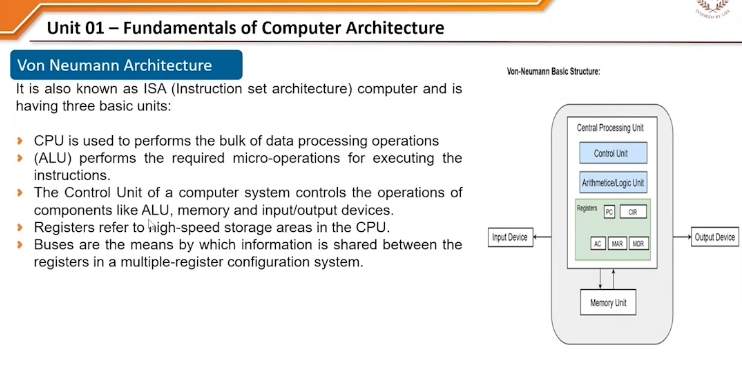 Unit 01 – Fundamentals of Computer Architecture
Von Neumann Architecture
It is also known as ISA (Instruction set architecture) computer and is
having three basic units:
CPU is used to performs the bulk of data processing operations
(ALU) performs the required micro-operations for executing the
instructions.
The Control Unit of a computer system controls the operations of
components like ALU, memory and input/output devices.
Registers refer to high-speed storage areas in the CPU.
Buses are the means by which information is shared between the
registers in a multiple-register configuration system.
Von-Neumann Basic Structure:
Central Processing Unit
Control Unit
Arithmetice/Logic Unit
Registers
PC
CIR
AC
MAR
MDR
Input Device
Output Device
Memory Unit